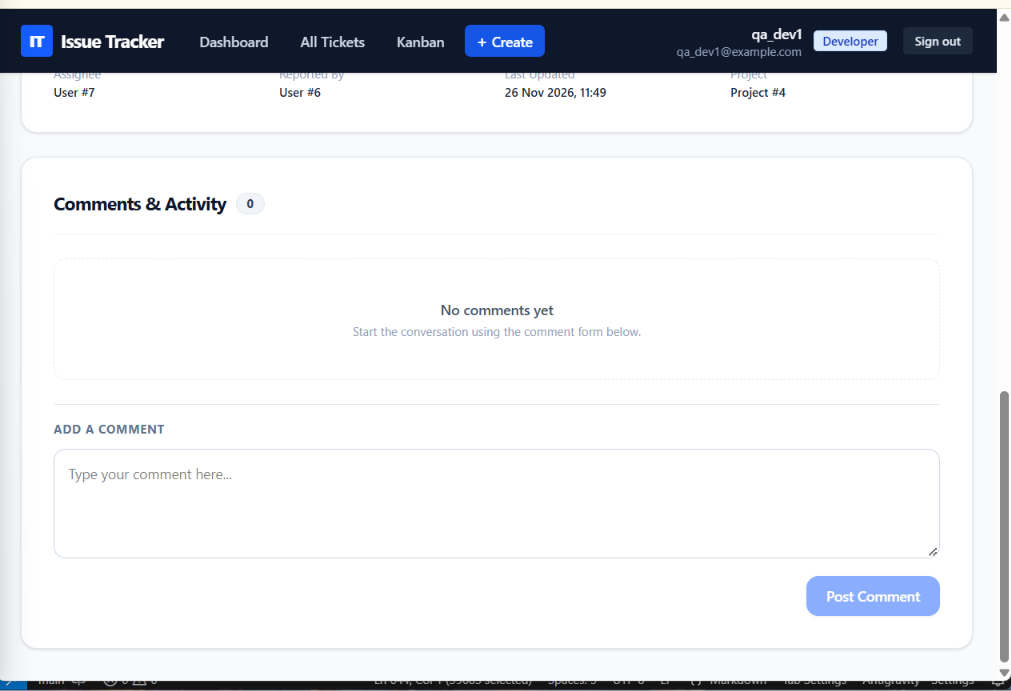 IT Issue Tracker Dashboard All Tickets Kanban + Create qa_dev1 Developer Sign out
qa_dev1@example.com
Assignee Reported By Last Updated Project
User #7 User #6 26 Nov 2026, 11:49 Project #4
Comments & Activity 0
No comments yet
Start the conversation using the comment form below.
ADD A COMMENT
Type your comment here...
Post Comment
main Markdown Tab Settings Antigravity Settings